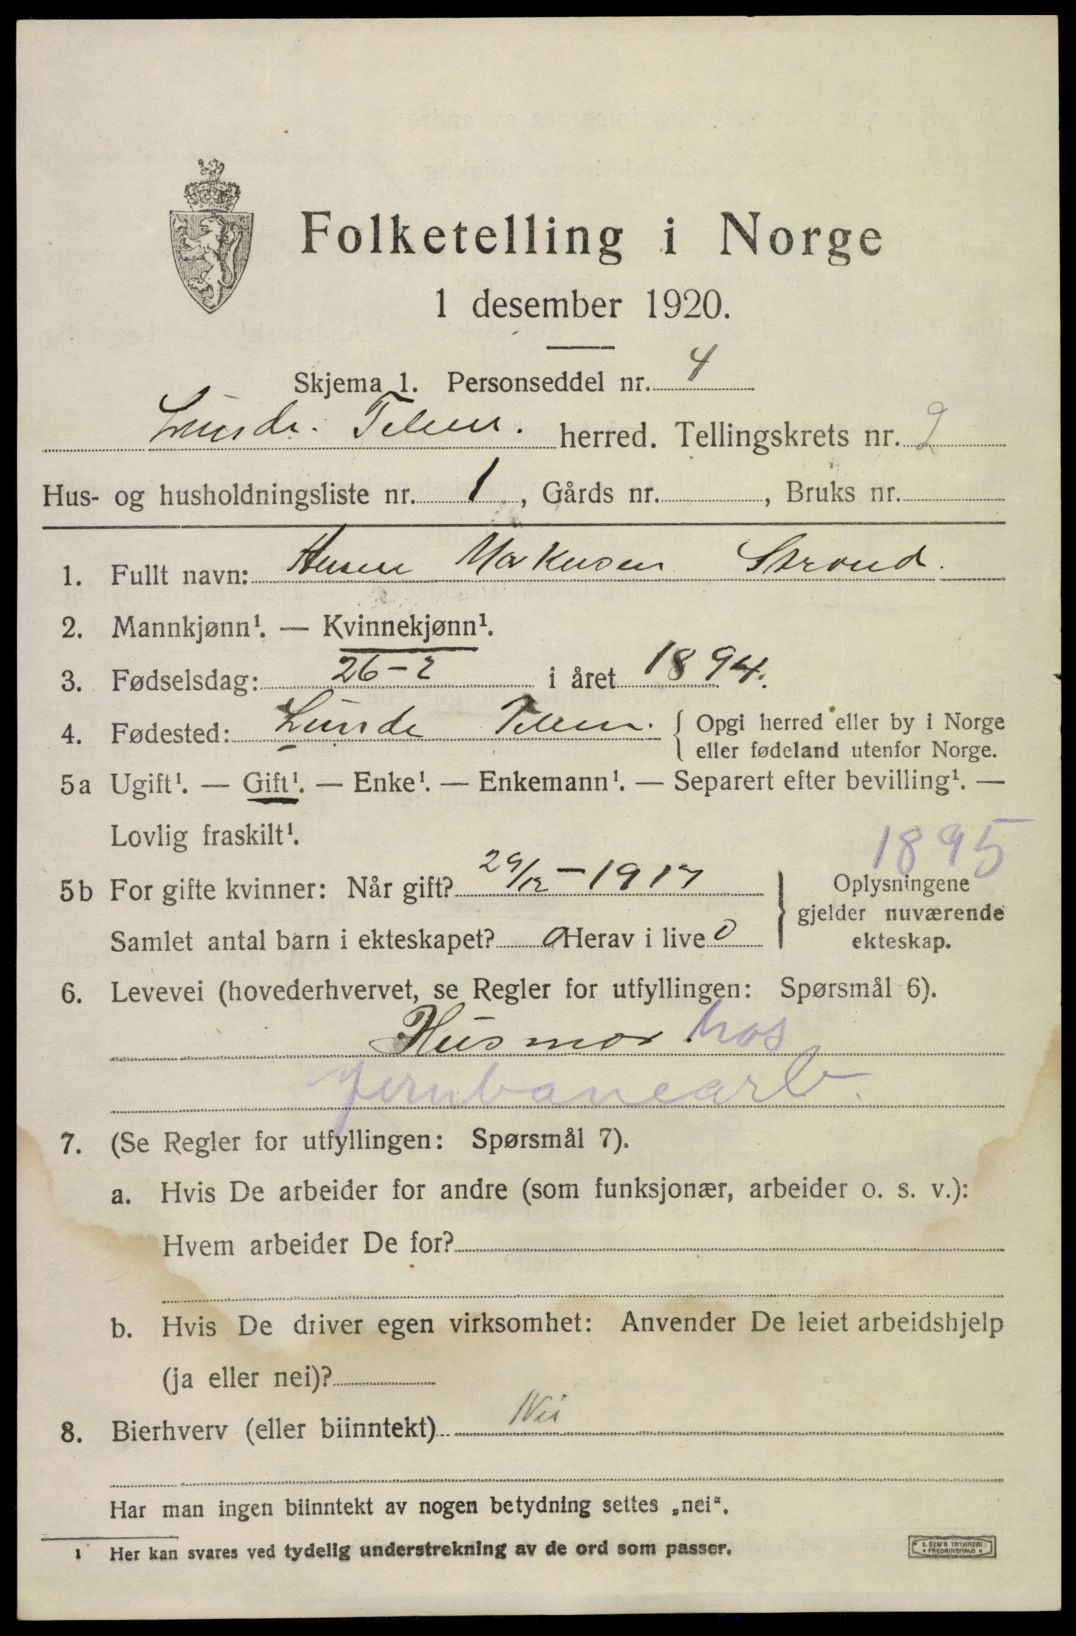 Folketelling i Norge
1 desember 1920.
Skjema 1. Personseddel nr. 4
Lunde. Telem. herred. Tellingskrets nr. 2
Hus- og husholdningsliste nr. 1, Gårds nr. , Bruks nr.
1. Fullt navn: Markusen Strond.
2. Mannkjønn¹. — Kvinnekjønn¹.
3. Fødselsdag: 26-2 i året 1894.
4. Fødested: Lunde Telem. { Opgi herred eller by i Norge
eller fødeland utenfor Norge.
5a Ugift¹. — Gift¹. — Enke¹. — Enkemann¹. — Separert efter bevilling¹. —
Lovlig fraskilt¹.
1895
5b For gifte kvinner: Når gift? 29/12 - 1917
Samlet antal barn i ekteskapet? 0 Herav i live 0
} Oplysningene
gjelder nuværende
ekteskap.
6. Levevei (hovederhvervet, se Regler for utfyllingen: Spørsmål 6).
Husmor hos
jernbanearb.
7. (Se Regler for utfyllingen: Spørsmål 7).
a. Hvis De arbeider for andre (som funksjonær, arbeider o. s. v.):
Hvem arbeider De for?
b. Hvis De driver egen virksomhet: Anvender De leiet arbeidshjelp
(ja eller nei)?
8. Bierhverv (eller biinntekt) Nei
Har man ingen biinntekt av nogen betydning settes „nei“.
¹ Her kan svares ved tydelig understrekning av de ord som passer.
E. SEM'S TRYKKERI
FREDRIKSHALD